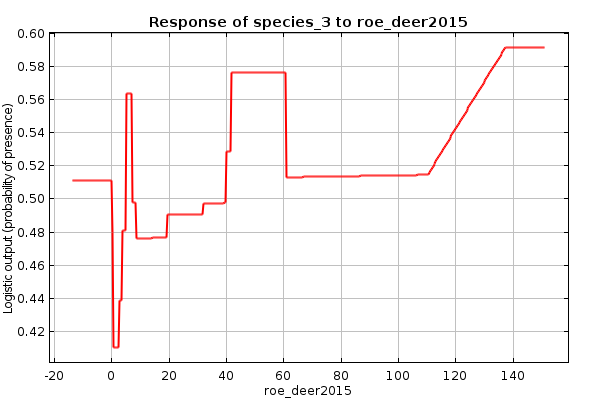 Response of species_3 to roe_deer2015
Logistic output (probability of presence)
0.60
0.58
0.56
0.54
0.52
0.50
0.48
0.46
0.44
0.42
-20 0 20 40 60 80 100 120 140
roe_deer2015